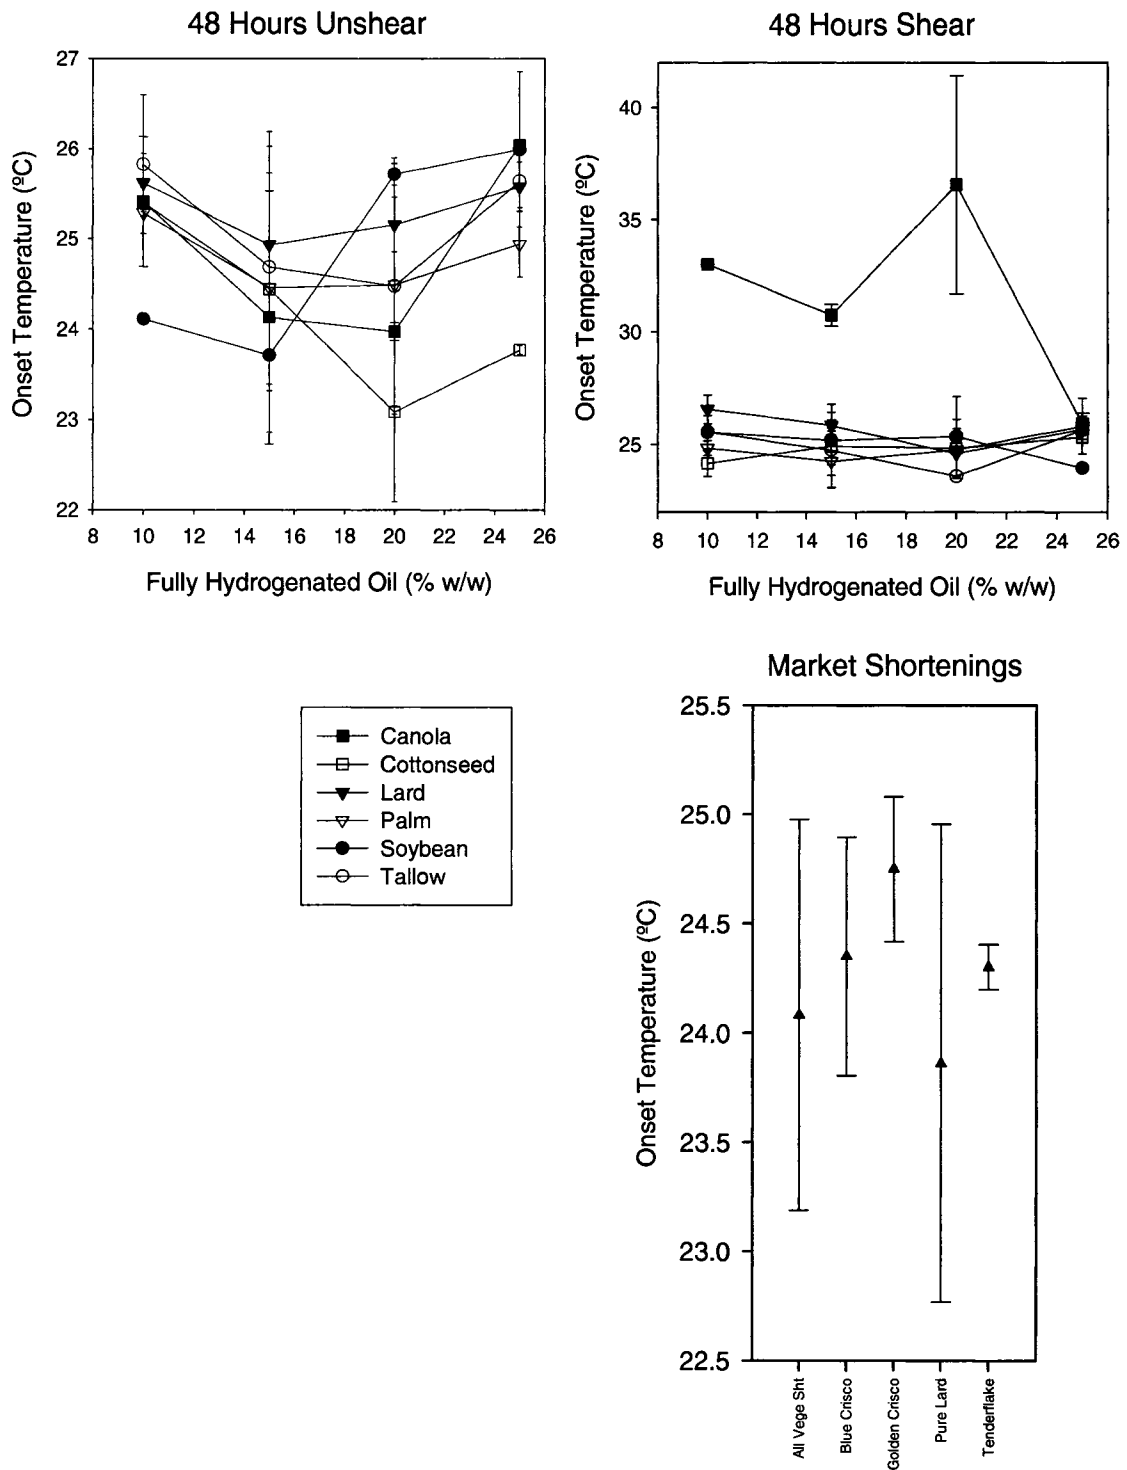 48 Hours Unshear
27
26
25
24
23
22
Onset Temperature (ºC)
8 10 12 14 16 18 20 22 24 26
Fully Hydrogenated Oil (% w/w)
48 Hours Shear
40
35
30
25
Onset Temperature (ºC)
8 10 12 14 16 18 20 22 24 26
Fully Hydrogenated Oil (% w/w)
Canola
Cottonseed
Lard
Palm
Soybean
Tallow
Market Shortenings
25.5
25.0
24.5
24.0
23.5
23.0
22.5
Onset Temperature (ºC)
All Vege Sht
Blue Crisco
Golden Crisco
Pure Lard
Tenderflake